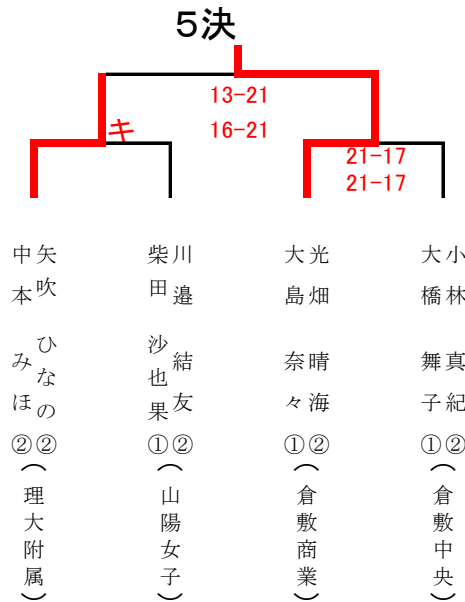 5決
13-21
16-21
キ
21-17
21-17
矢吹 ひなの②
中本 みほ②
(理大附属)
川邉 結友②
柴田 沙也果①
(山陽女子)
光畑 晴海②
大島 奈々①
(倉敷商業)
小林 真紀②
大橋 舞子①
(倉敷中央)